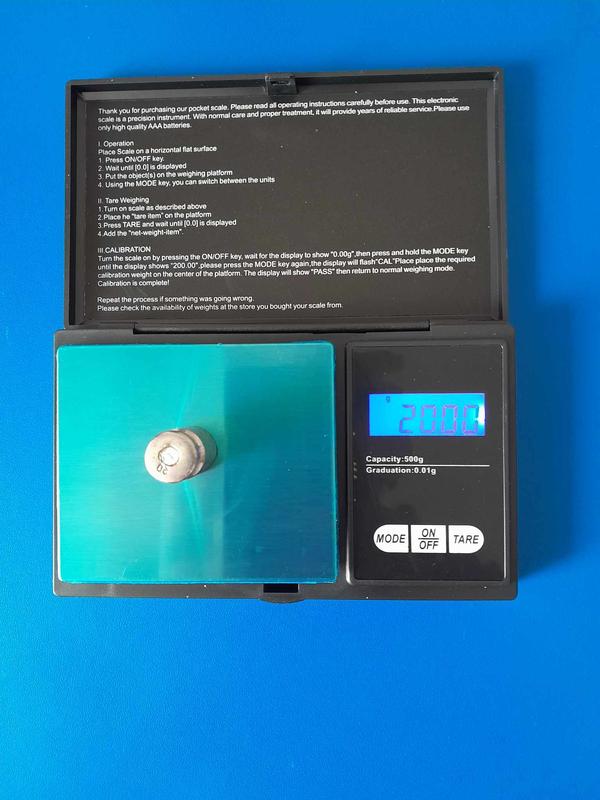 Thank you for purchasing our pocket scale. Please read all operating instructions carefully before use. This electronic
scale is a precision instrument. With normal care and proper treatment, it will provide years of reliable service.Please use
only high quality AAA batteries.
I. Operation
Place Scale on a horizontal flat surface
1. Press ON/OFF key.
2. Wait until [0.0] is displayed
3. Put the object(s) on the weighing platform
4. Using the MODE key, you can switch between the units
II. Tare Weighing
1.Turn on scale as described above
2.Place he "tare item" on the platform
3.Press TARE and wait until [0.0] is displayed
4.Add the "net-weight-item".
III CALIBRATION
Turn the scale on by pressing the ON/OFF key, wait for the display to show "0.00g",then press and hold the MODE key
until the display shows "200.00",please press the MODE key again,the display will flash"CAL"Place place the required
calibration weight on the center of the platform. The display will show "PASS" then return to normal weighing mode.
Calibration is complete!
Repeat the process if something was going wrong.
Please check the availability of weights at the store you bought your scale from.
g
20.00
Capacity:500g
Graduation:0.01g
MODE
ON
OFF
TARE
20